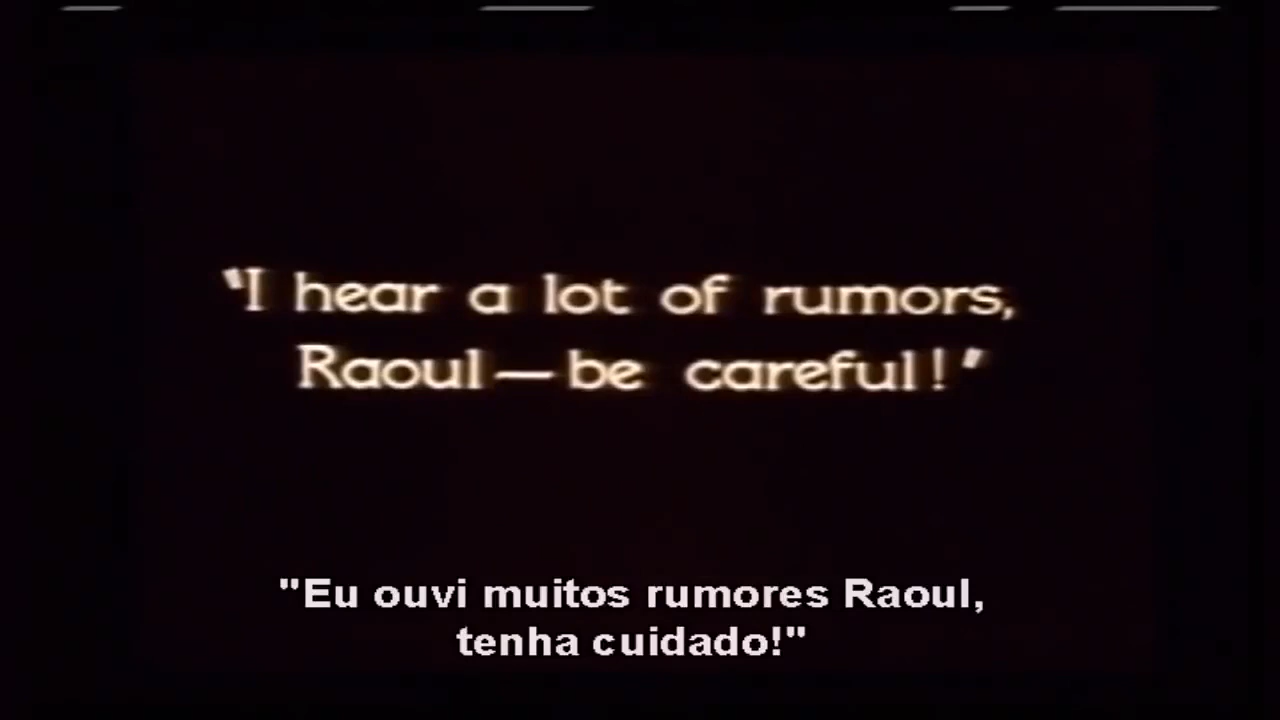 "I hear a lot of rumors,
Raoul—be careful!"
"Eu ouvi muitos rumores Raoul,
tenha cuidado!"